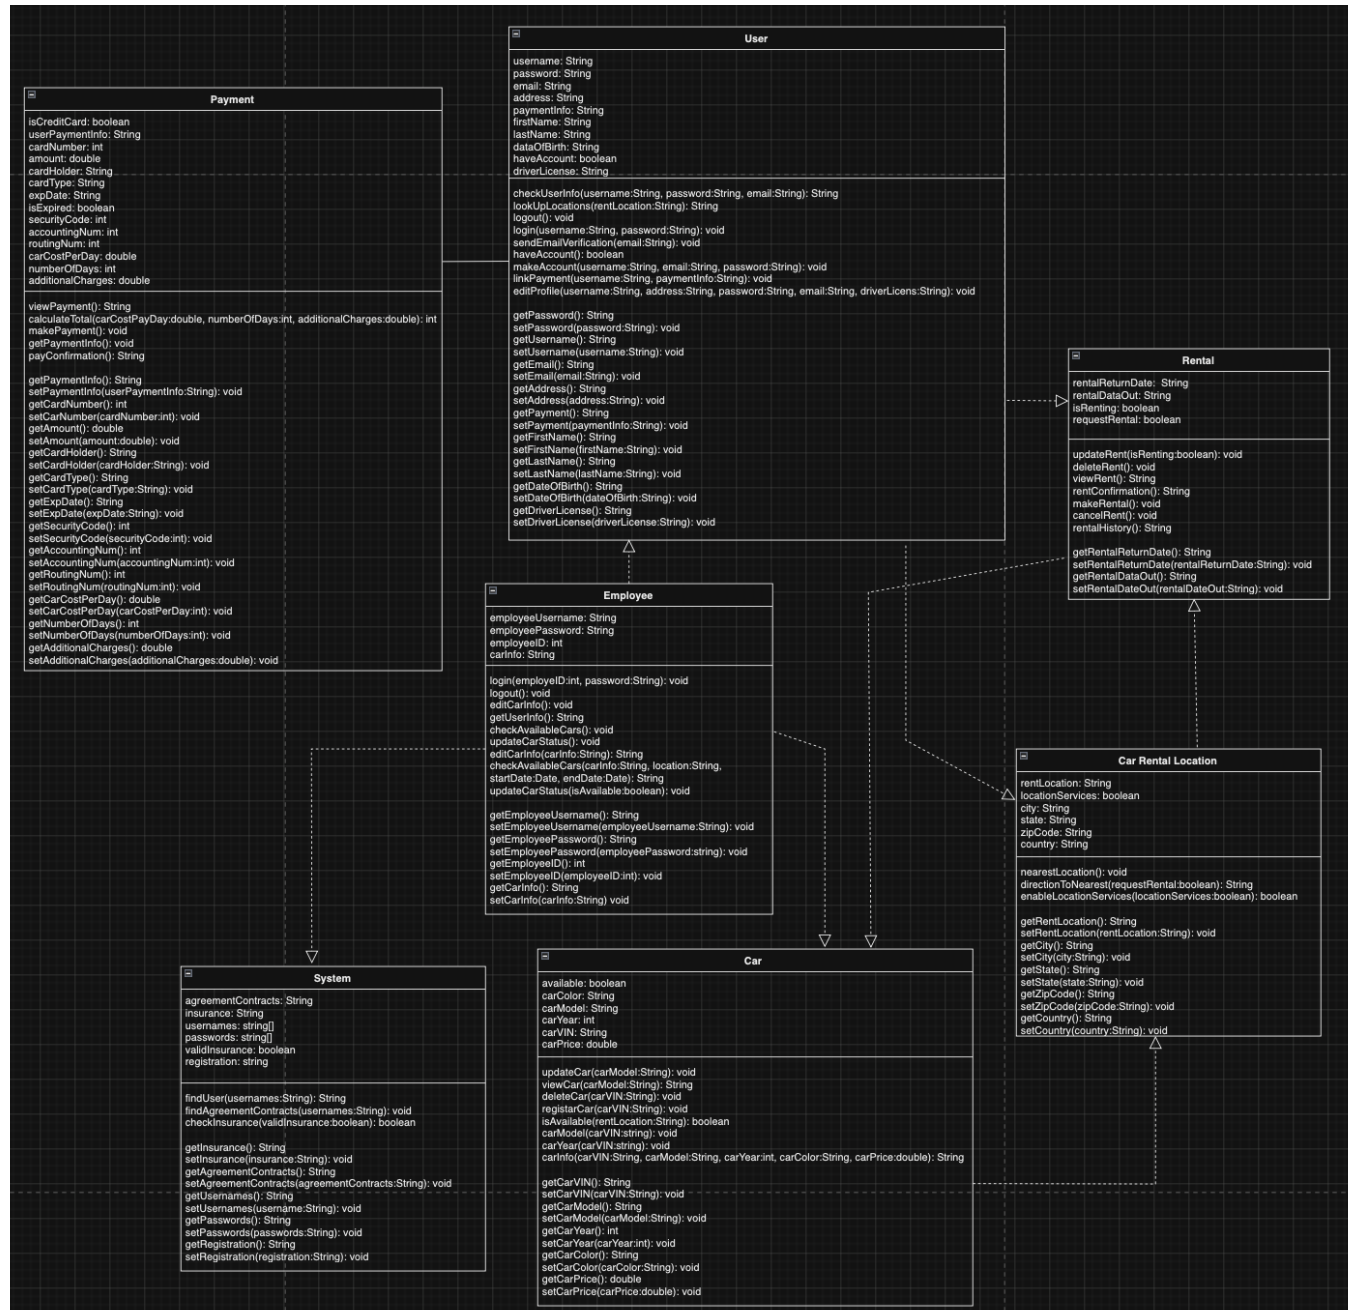 User
username: String
password: String
email: String
address: String
paymentInfo: String
firstName: String
lastName: String
dataOfBirth: String
haveAccount: boolean
driverLicense: String
checkUserInfo(username:String, password:String, email:String): String
lookUpLocations(rentLocation:String): String
logout(): void
login(username:String, password:String): void
sendEmailVerification(email:String): void
haveAccount(): boolean
makeAccount(username:String, email:String, password:String): void
linkPayment(username:String, paymentInfo:String): void
editProfile(username:String, address:String, password:String, email:String, driverLicens:String): void
getPassword(): String
setPassword(password:String): void
getUsername(): String
setUsername(username:String): void
getEmail(): String
setEmail(email:String): void
getAddress(): String
setAddress(address:String): void
getPayment(): String
setPayment(paymentInfo:String): void
getFirstName(): String
setFirstName(firstName:String): void
getLastName(): String
setLastName(lastName:String): void
getDateOfBirth(): String
setDateOfBirth(dateOfBirth:String): void
getDriverLicense(): String
setDriverLicense(driverLicense:String): void
Payment
isCreditCard: boolean
userPaymentInfo: String
cardNumber: int
amount: double
cardHolder: String
cardType: String
expDate: String
isExpired: boolean
securityCode: int
accountingNum: int
routingNum: int
carCostPerDay: double
numberOfDays: int
additionalCharges: double
viewPayment(): String
calculateTotal(carCostPayDay:double, numberOfDays:int, additionalCharges:double): int
makePayment(): void
getPaymentInfo(): void
payConfirmation(): String
getPaymentInfo(): String
setPaymentInfo(userPaymentInfo:String): void
getCardNumber(): int
setCarNumber(cardNumber:int): void
getAmount(): double
setAmount(amount:double): void
getCardHolder(): String
setCardHolder(cardHolder:String): void
getCardType(): String
setCardType(cardType:String): void
getExpDate(): String
setExpDate(expDate:String): void
getSecurityCode(): int
setSecurityCode(securityCode:int): void
getAccountingNum(): int
setAccountingNum(accountingNum:int): void
getRoutingNum(): int
setRoutingNum(routingNum:int): void
getCarCostPerDay(): double
setCarCostPerDay(carCostPerDay:int): void
getNumberOfDays(): int
setNumberOfDays(numberOfDays:int): void
getAdditionalCharges(): double
setAdditionalCharges(additionalCharges:double): void
Rental
rentalReturnDate: String
rentalDataOut: String
isRenting: boolean
requestRental: boolean
updateRent(isRenting:boolean): void
deleteRent(): void
viewRent(): String
rentConfirmation(): String
makeRental(): void
cancelRent(): void
rentalHistory(): String
getRentalReturnDate(): String
setRentalReturnDate(rentalReturnDate:String): void
getRentalDataOut(): String
setRentalDateOut(rentalDateOut:String): void
Employee
employeeUsername: String
employeePassword: String
employeeID: int
carInfo: String
login(employeID:int, password:String): void
logout(): void
editCarInfo(): void
getUserInfo(): String
checkAvailableCars(): void
updateCarStatus(): void
editCarInfo(carInfo:String): String
checkAvailableCars(carInfo:String, location:String,
startDate:Date, endDate:Date): String
updateCarStatus(isAvailable:boolean): void
getEmployeeUsername(): String
setEmployeeUsername(employeeUsername:String): void
getEmployeePassword(): String
setEmployeePassword(employeePassword:string): void
getEmployeeID(): int
setEmployeeID(employeeID:int): void
getCarInfo(): String
setCarInfo(carInfo:String) void
Car Rental Location
rentLocation: String
locationServices: boolean
city: String
state: String
zipCode: String
country: String
nearestLocation(): void
directionToNearest(requestRental:boolean): String
enableLocationServices(locationServices:boolean): boolean
getRentLocation(): String
setRentLocation(rentLocation:String): void
getCity(): String
setCity(city:String): void
getState(): String
setState(state:String): void
getZipCode(): String
setZipCode(zipCode:String): void
getCountry(): String
setCountry(country:String): void
System
agreementContracts: String
insurance: String
usernames: string[]
passwords: string[]
validInsurance: boolean
registration: string
findUser(usernames:String): String
findAgreementContracts(usernames:String): void
checkInsurance(validInsurance:boolean): boolean
getInsurance(): String
setInsurance(insurance:String): void
getAgreementContracts(): String
setAgreementContracts(agreementContracts:String): void
getUsernames(): String
setUsernames(username:String): void
getPasswords(): String
setPasswords(passwords:String): void
getRegistration(): String
setRegistration(registration:String): void
Car
available: boolean
carColor: String
carModel: String
carYear: int
carVIN: String
carPrice: double
updateCar(carModel:String): void
viewCar(carModel:String): String
deleteCar(carVIN:String): void
registarCar(carVIN:String): void
isAvailable(rentLocation:String): boolean
carModel(carVIN:string): void
carYear(carVIN:string): void
carInfo(carVIN:String, carModel:String, carYear:int, carColor:String, carPrice:double): String
getCarVIN(): String
setCarVIN(carVIN:String): void
getCarModel(): String
setCarModel(carModel:String): void
getCarYear(): int
setCarYear(carYear:int): void
getCarColor(): String
setCarColor(carColor:String): void
getCarPrice(): double
setCarPrice(carPrice:double): void